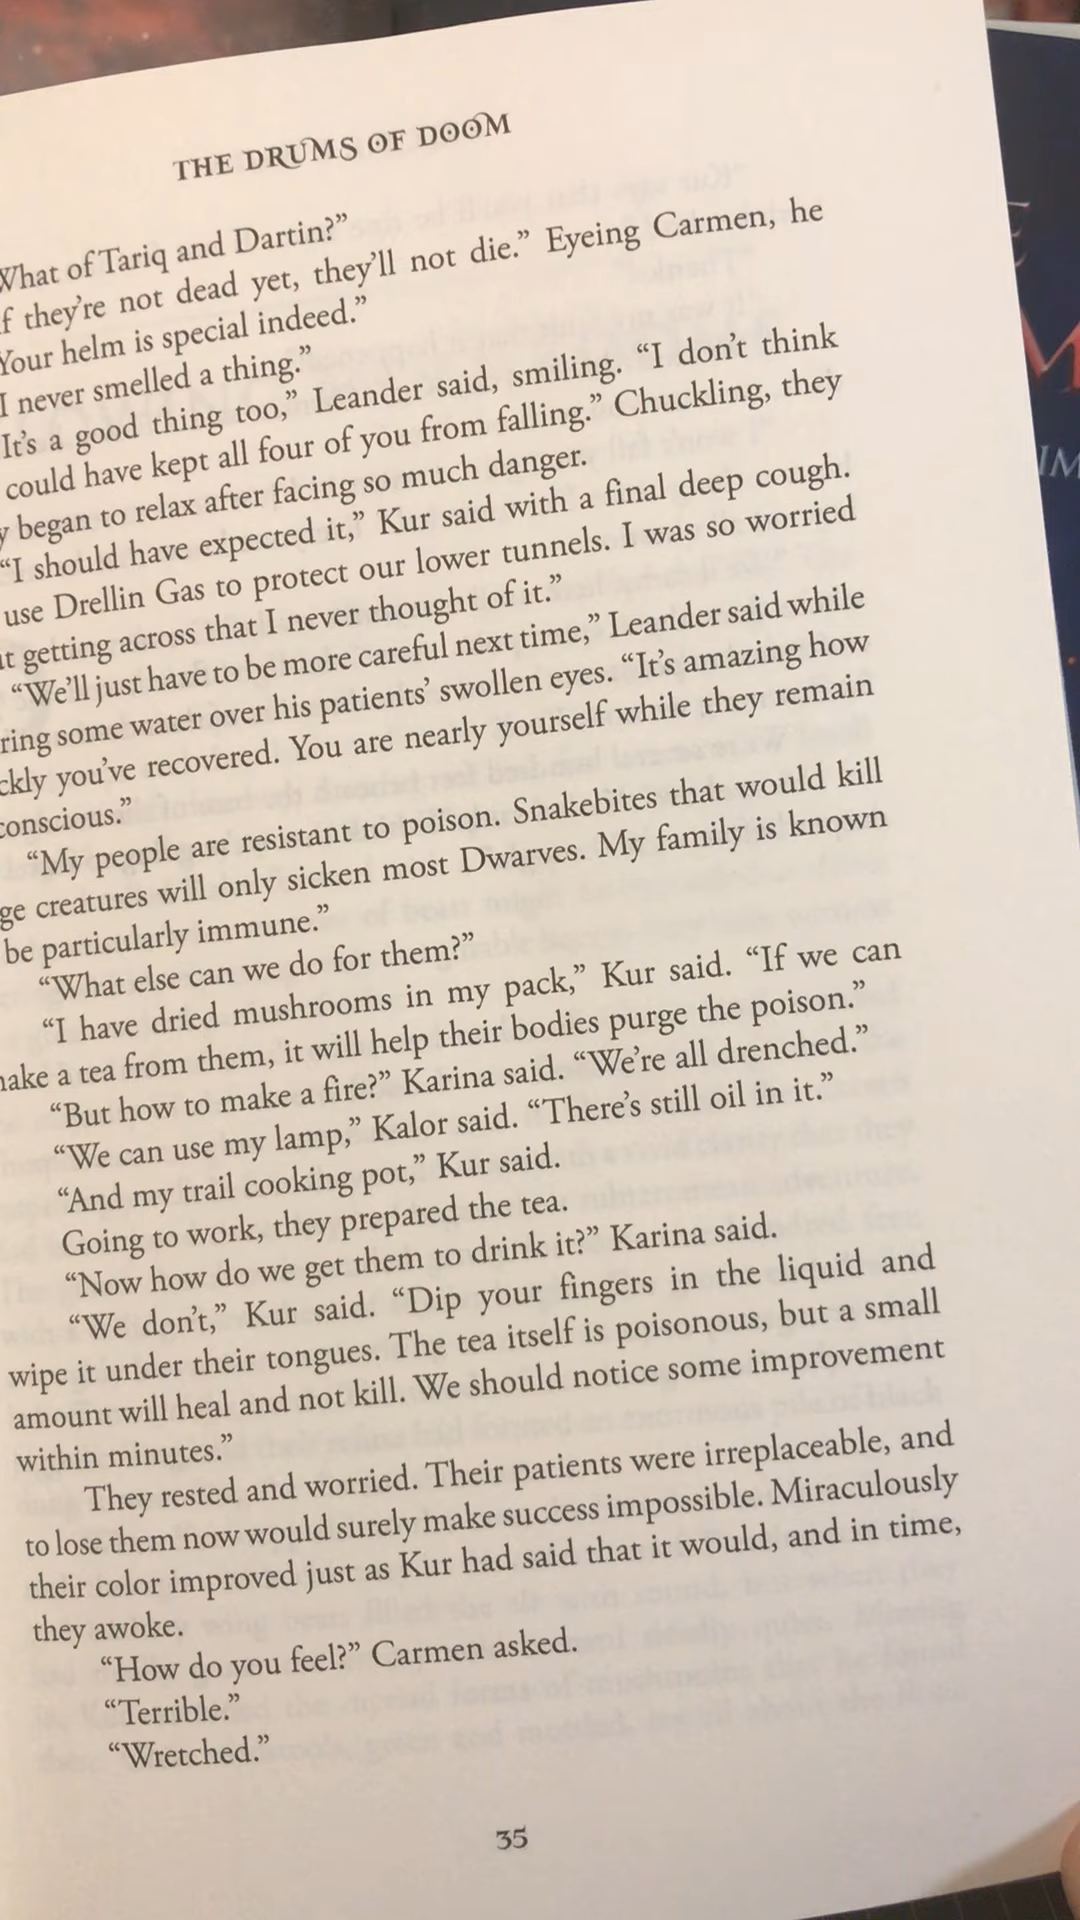 THE DRUMS OF DOOM
What of Tariq and Dartin?”
f they’re not dead yet, they’ll not die.” Eyeing Carmen, he
Your helm is special indeed.”
I never smelled a thing.”
It’s a good thing too,” Leander said, smiling. “I don’t think
could have kept all four of you from falling.” Chuckling, they
y began to relax after facing so much danger.
“I should have expected it,” Kur said with a final deep cough.
use Drellin Gas to protect our lower tunnels. I was so worried
ut getting across that I never thought of it.”
“We’ll just have to be more careful next time,” Leander said while
ring some water over his patients’ swollen eyes. “It’s amazing how
ckly you’ve recovered. You are nearly yourself while they remain
conscious.”
“My people are resistant to poison. Snakebites that would kill
ge creatures will only sicken most Dwarves. My family is known
be particularly immune.”
“What else can we do for them?”
“I have dried mushrooms in my pack,” Kur said. “If we can
make a tea from them, it will help their bodies purge the poison.”
“But how to make a fire?” Karina said. “We’re all drenched.”
“We can use my lamp,” Kalor said. “There’s still oil in it.”
“And my trail cooking pot,” Kur said.
Going to work, they prepared the tea.
“Now how do we get them to drink it?” Karina said.
“We don’t,” Kur said. “Dip your fingers in the liquid and
wipe it under their tongues. The tea itself is poisonous, but a small
amount will heal and not kill. We should notice some improvement
within minutes.”
They rested and worried. Their patients were irreplaceable, and
to lose them now would surely make success impossible. Miraculously
their color improved just as Kur had said that it would, and in time,
they awoke.
“How do you feel?” Carmen asked.
“Terrible.”
“Wretched.”
35
IM